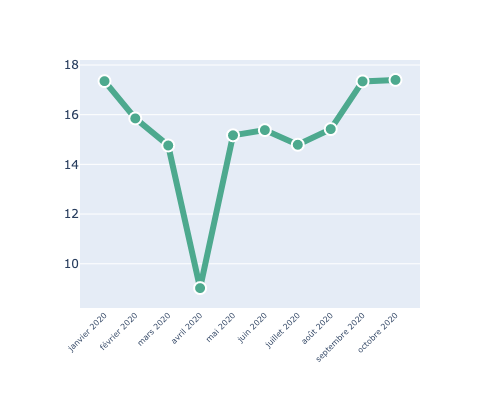 18
16
14
12
10
janvier 2020
février 2020
mars 2020
avril 2020
mai 2020
juin 2020
juillet 2020
août 2020
septembre 2020
octobre 2020